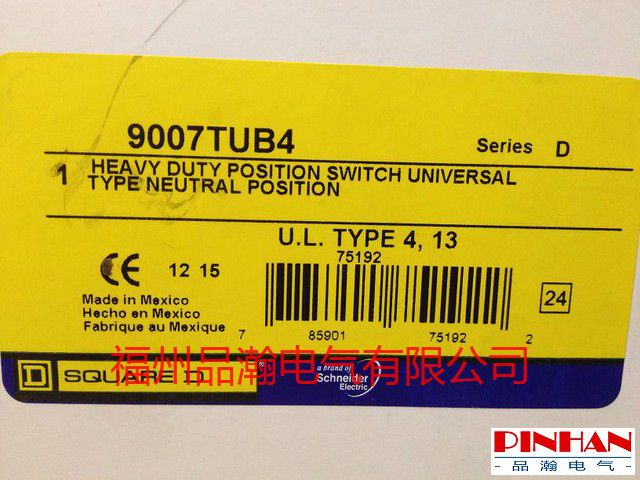 9007TUB4 Series D
1 HEAVY DUTY POSITION SWITCH UNIVERSAL
TYPE NEUTRAL POSITION
U.L. TYPE 4, 13
75192
CE 12 15
24
Made in Mexico
Hecho en Mexico
Fabrique au Mexique
7 85901 75192 2
福州品瀚电气有限公司
D SQUARE D
a brand of
Schneider
Electric
PINHAN
-品瀚电气-